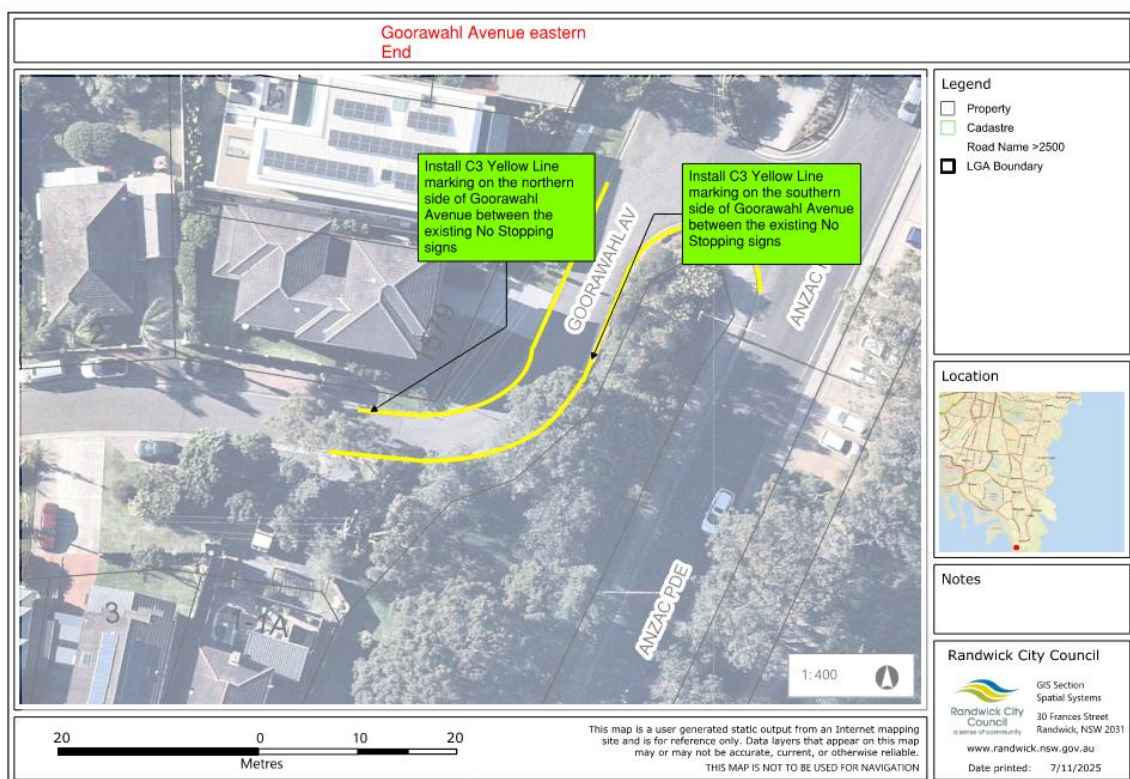 Goorawahl Avenue eastern
End
Install C3 Yellow Line
marking on the northern
side of Goorawahl
Avenue between the
existing No Stopping
signs
Install C3 Yellow Line
marking on the southern
side of Goorawahl Avenue
between the existing No
Stopping signs
GOORAWAHL AV
ANZAC
1579
2
ANZAC PDE
3
1-1A
1:400
Legend
Property
Cadastre
Road Name >2500
LGA Boundary
Location
Notes
Randwick City Council
Randwick City
Council
a sense of community
GIS Section
Spatial Systems
30 Frances Street
Randwick, NSW 2031
www.randwick.nsw.gov.au
Date printed: 7/11/2025
20 0 10 20
Metres
This map is a user generated static output from an Internet mapping
site and is for reference only. Data layers that appear on this map
may or may not be accurate, current, or otherwise reliable.
THIS MAP IS NOT TO BE USED FOR NAVIGATION